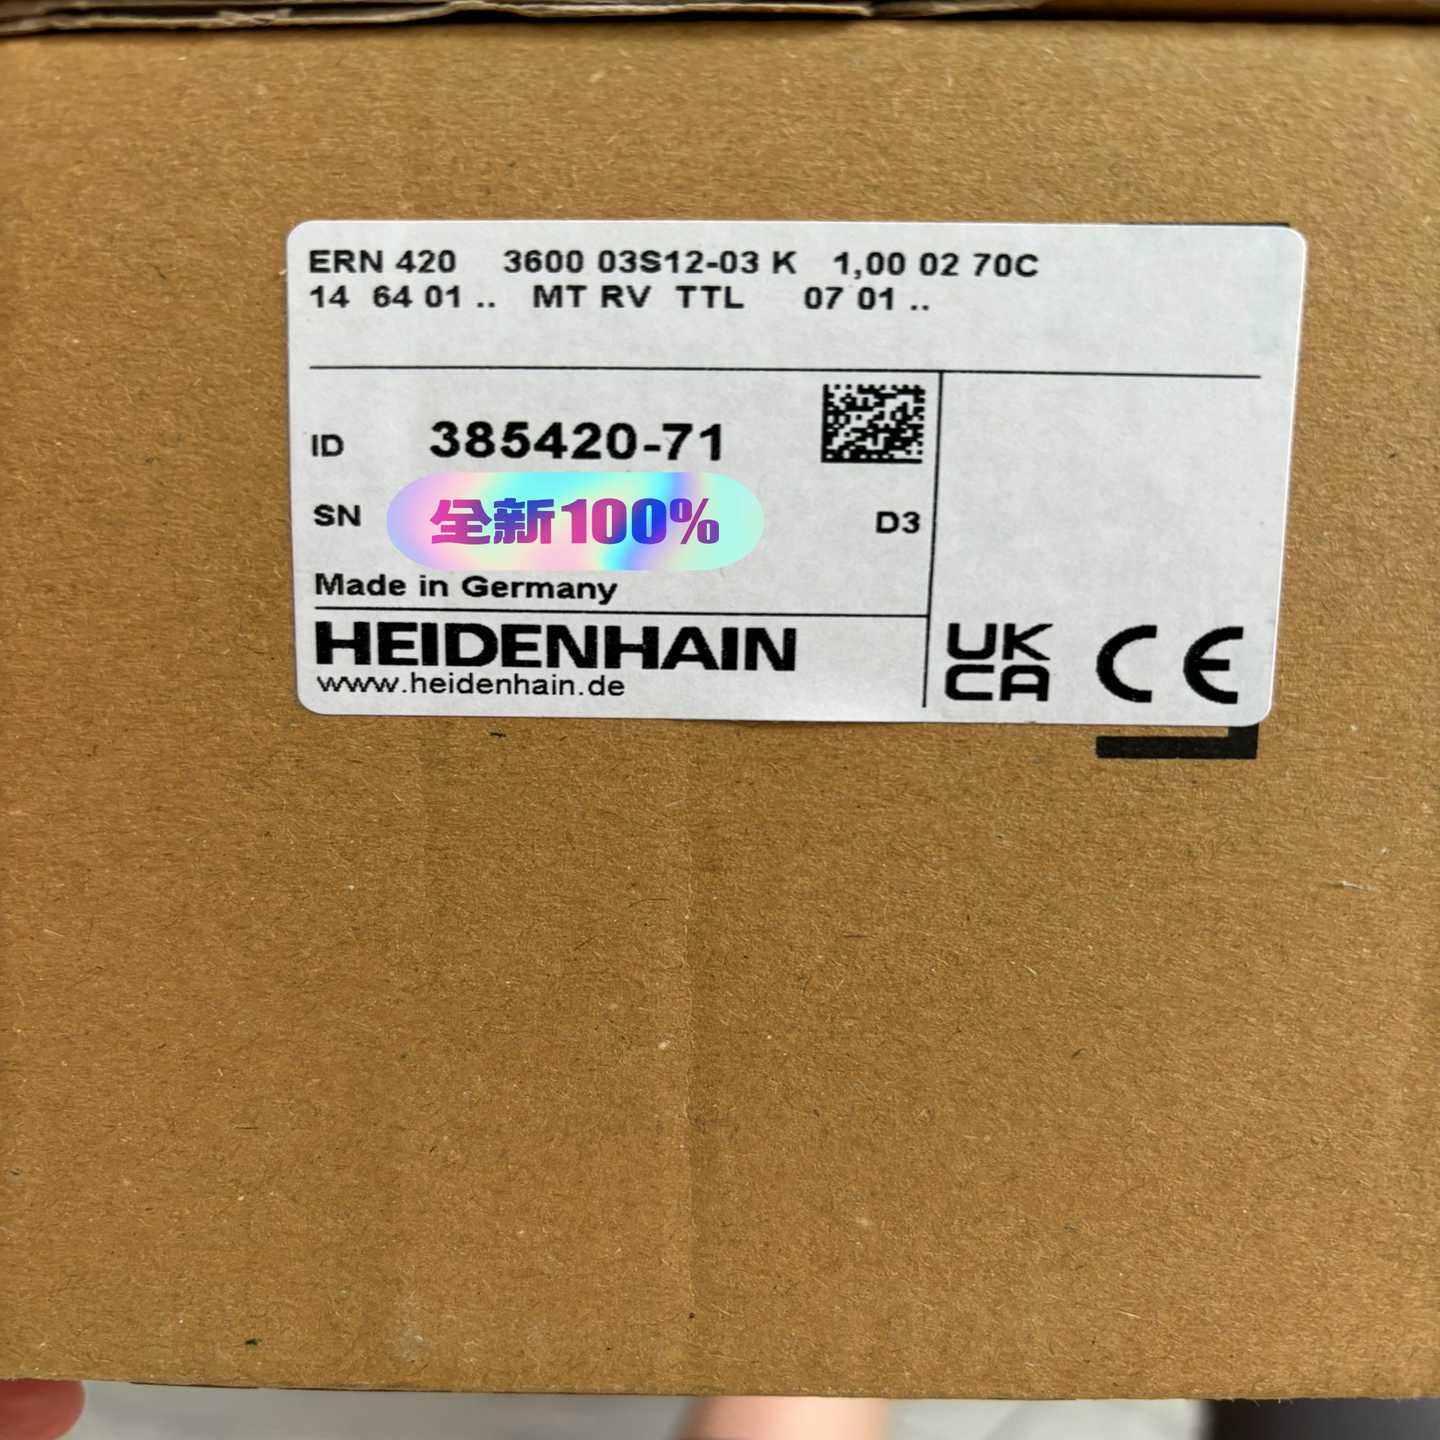 ERN 420 3600 03S12-03 K 1,00 02 70C
14 64 01 .. MT RV TTL 07 01 ..
ID 385420-71
SN 全新100% D3
Made in Germany
HEIDENHAIN
www.heidenhain.de
UK
CA
CE